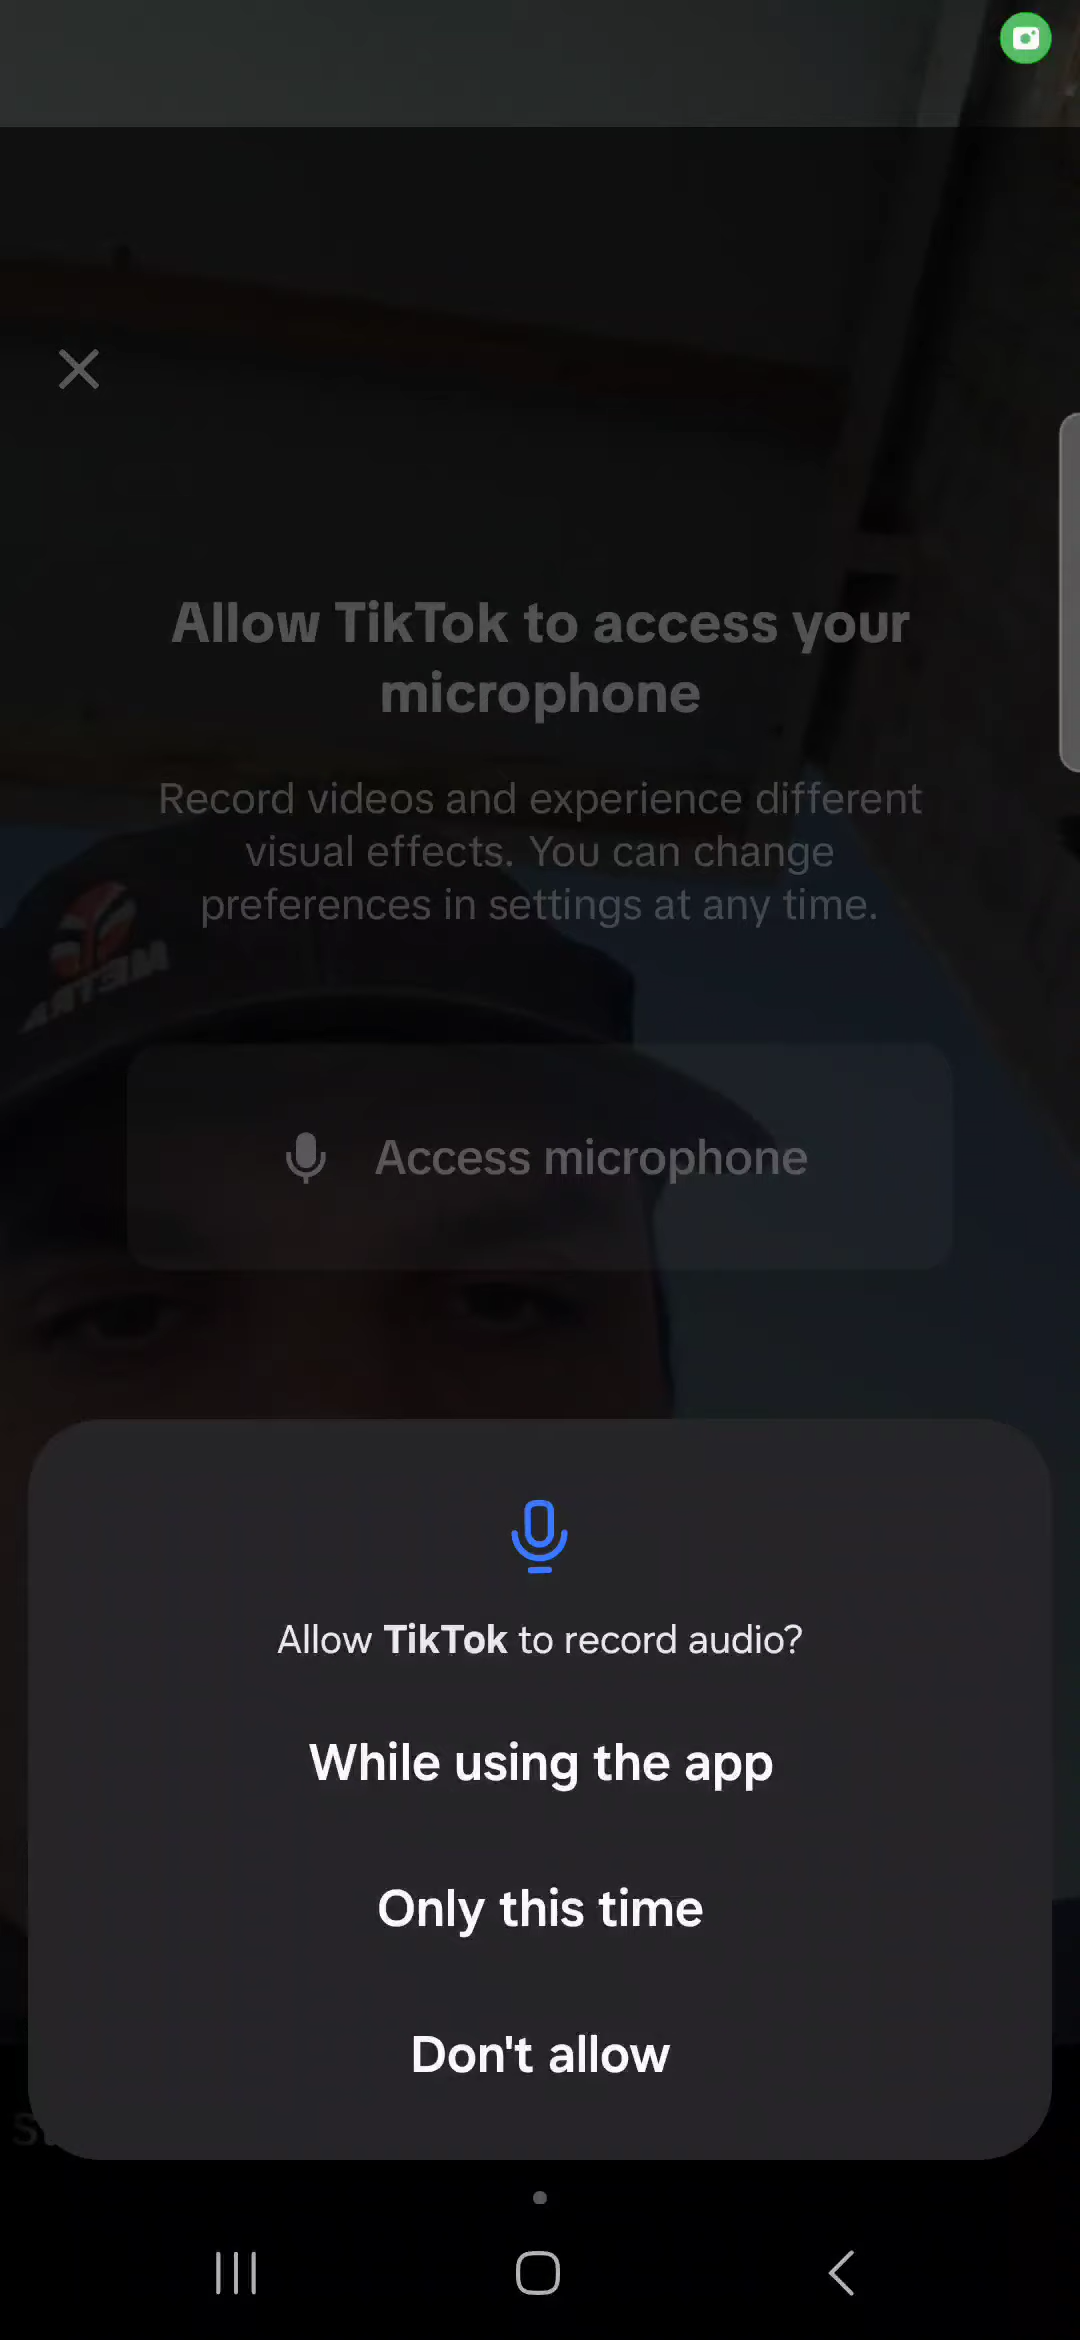 Allow TikTok to access your
microphone
Record videos and experience different
visual effects. You can change
preferences in settings at any time.
METRA
Access microphone
Allow TikTok to record audio?
While using the app
Only this time
Don't allow